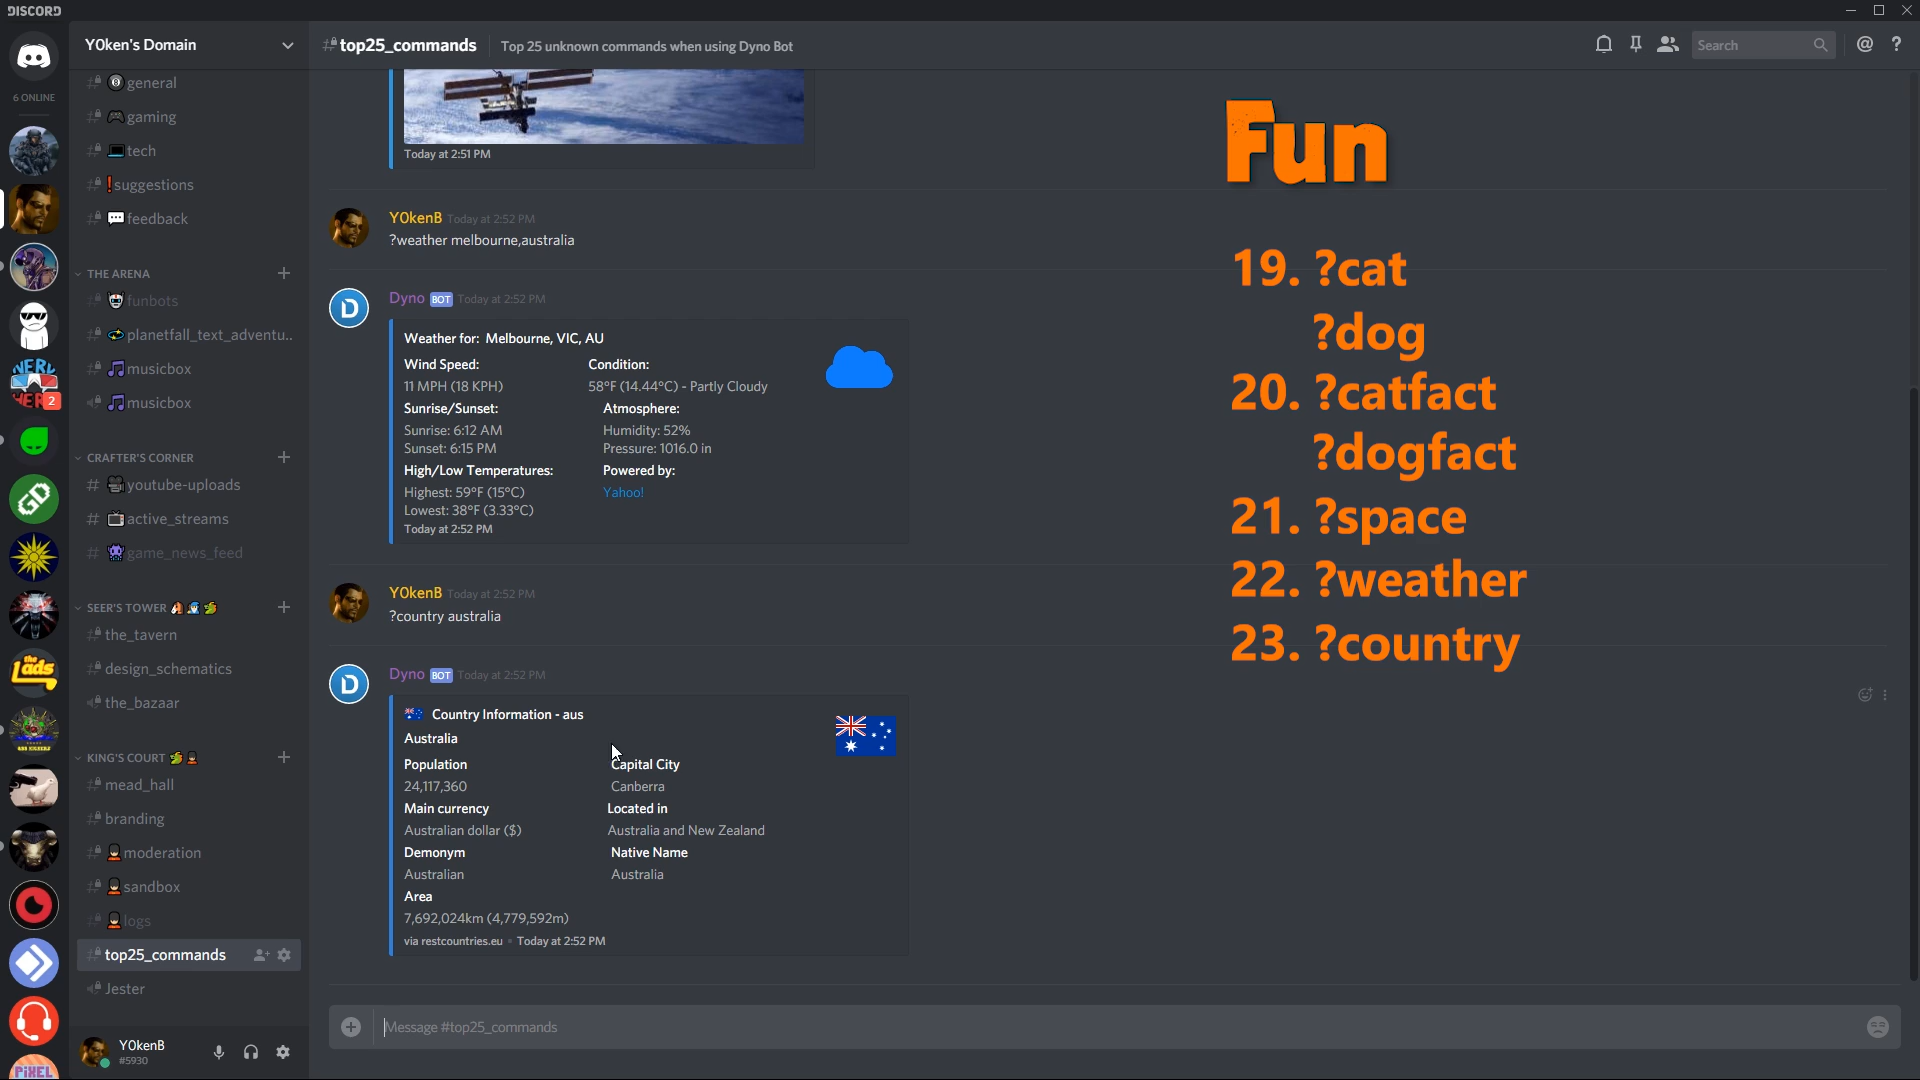 DISCORD
6 ONLINE
2
Y0ken's Domain
general
gaming
tech
suggestions
feedback
THE ARENA
funbots
planetfall_text_adventu..
musicbox
musicbox
CRAFTER'S CORNER
youtube-uploads
active_streams
game_news_feed
SEER'S TOWER
the_tavern
design_schematics
the_bazaar
KING'S COURT
mead_hall
branding
moderation
sandbox
logs
top25_commands
Jester
Y0kenB
#5930
the lads
GD
PIXEL
top25_commands
Top 25 unknown commands when using Dyno Bot
Search
Today at 2:51 PM
Y0kenB Today at 2:52 PM
?weather melbourne,australia
Dyno BOT Today at 2:52 PM
Weather for: Melbourne, VIC, AU
Wind Speed: Condition:
11 MPH (18 KPH) 58°F (14.44°C) - Partly Cloudy
Sunrise/Sunset: Atmosphere:
Sunrise: 6:12 AM Humidity: 52%
Sunset: 6:15 PM Pressure: 1016.0 in
High/Low Temperatures: Powered by:
Highest: 59°F (15°C) Yahoo!
Lowest: 38°F (3.33°C)
Today at 2:52 PM
Y0kenB Today at 2:52 PM
?country australia
Dyno BOT Today at 2:52 PM
Country Information - aus
Australia
Population Capital City
24,117,360 Canberra
Main currency Located in
Australian dollar ($) Australia and New Zealand
Demonym Native Name
Australian Australia
Area
7,692,024km (4,779,592m)
via restcountries.eu • Today at 2:52 PM
Message #top25_commands
Fun
19. ?cat
?dog
20. ?catfact
?dogfact
21. ?space
22. ?weather
23. ?country